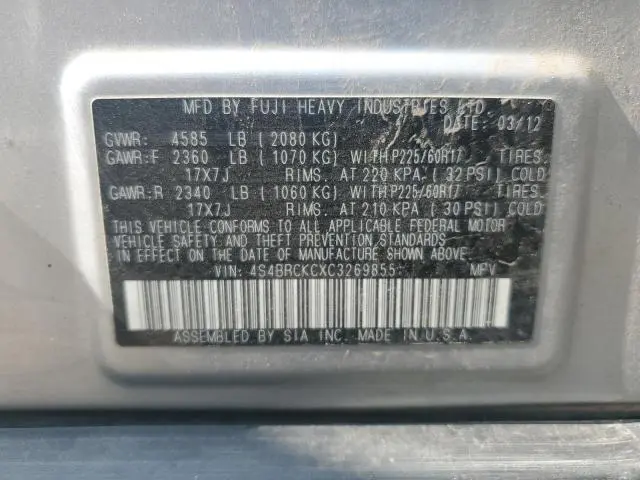 MFD BY FUJI HEAVY INDUSTRIES LTD.
DATE: 03/12
GVWR: 4585 LB ( 2080 KG)
GAWR:F 2360 LB ( 1070 KG) WITH P225/60R17 TIRES.
17X7J RIMS. AT 220 KPA ( 32 PSI) COLD
GAWR:R 2340 LB ( 1060 KG) WITH P225/60R17 TIRES.
17X7J RIMS. AT 210 KPA ( 30 PSI) COLD
THIS VEHICLE CONFORMS TO ALL APPLICABLE FEDERAL MOTOR
VEHICLE SAFETY AND THEFT PREVENTION STANDARDS
IN EFFECT ON THE DATE OF MANUFACTURE SHOWN ABOVE.
VIN: 4S4BRCKCXC3269855 MPV
ASSEMBLED BY SIA INC. MADE IN U.S.A.